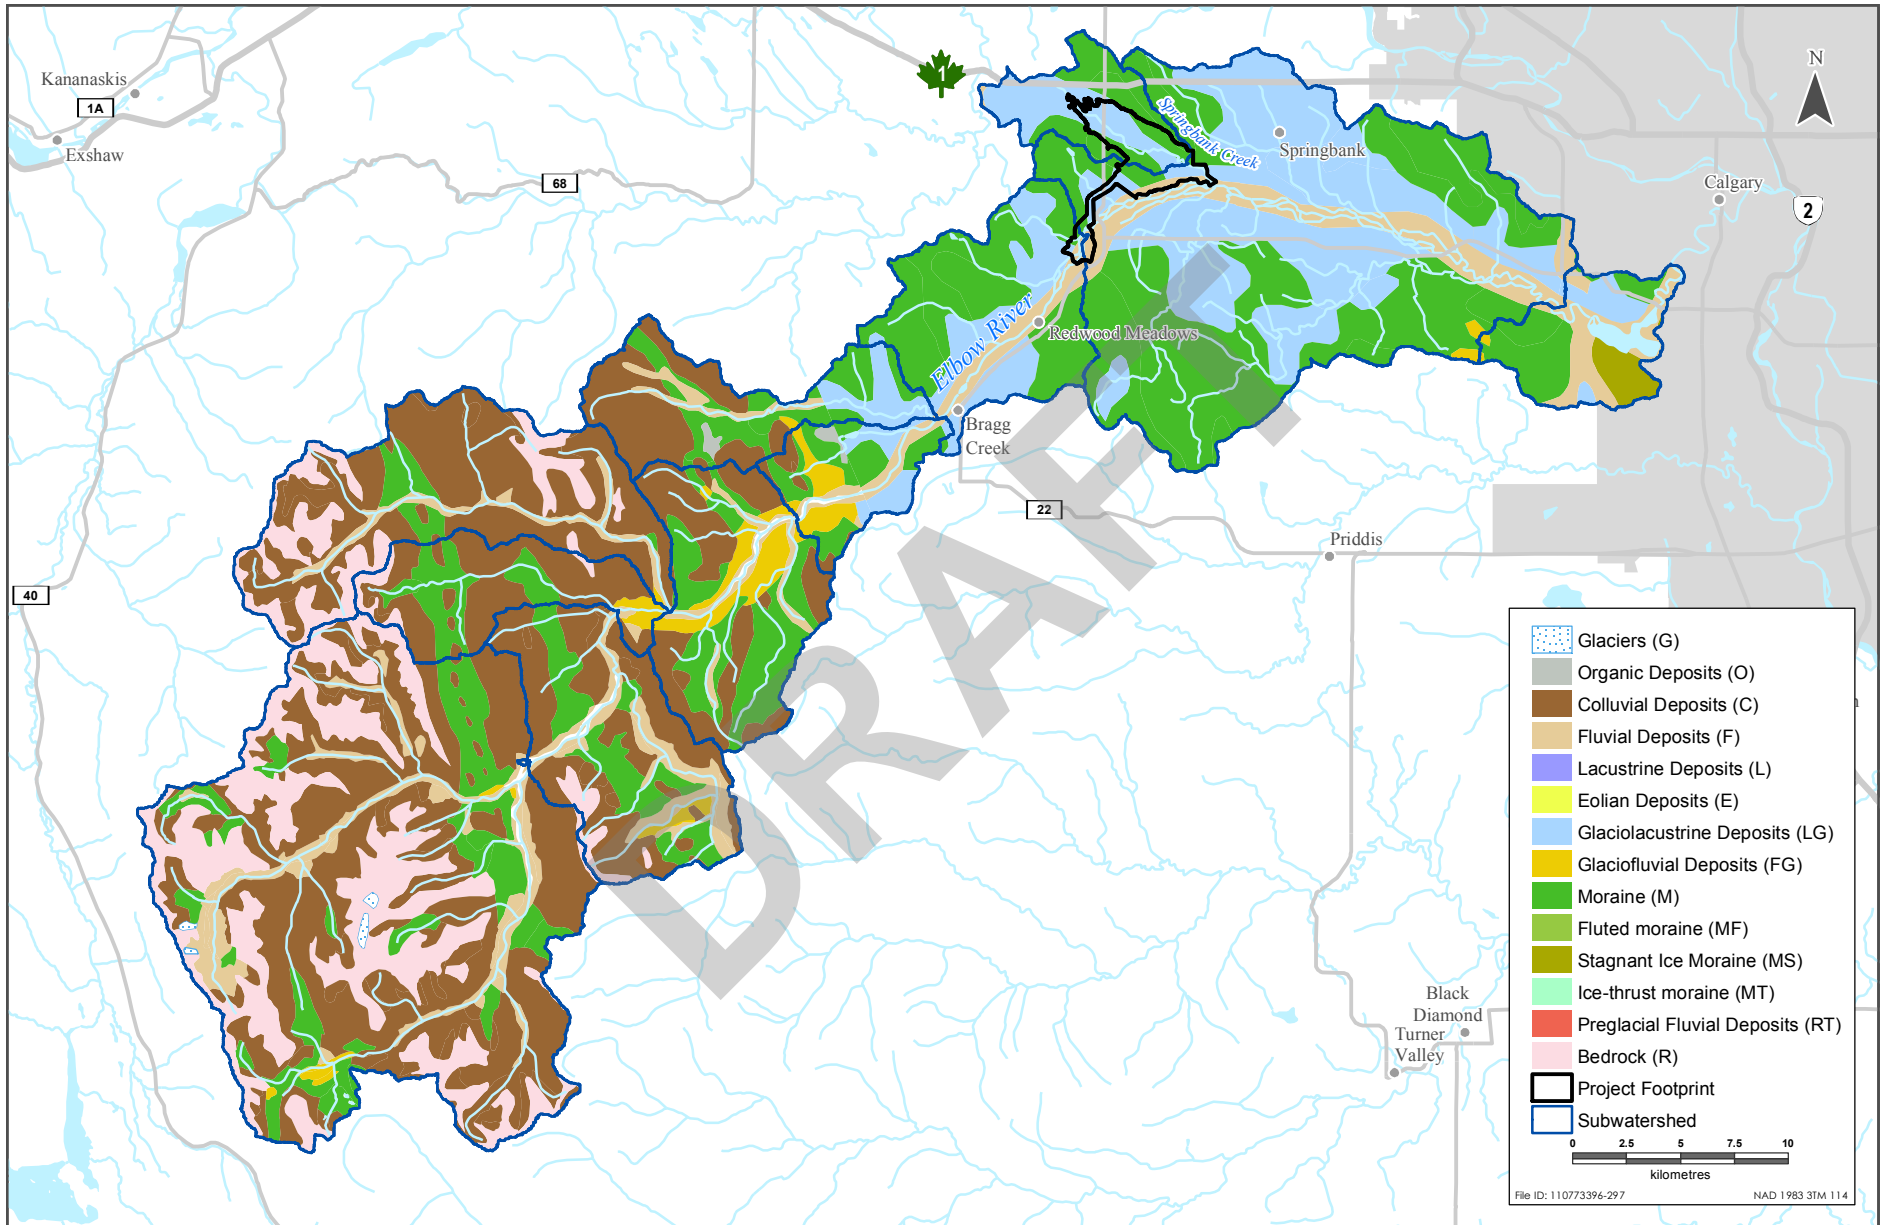 Kananaskis
1A
Exshaw
68
40
1
Springbank Creek
Springbank
N
Calgary
2
Elbow River
Redwood Meadows
Bragg
Creek
22
Priddis
DRAFT
Black
Diamond
Turner
Valley
Glaciers (G)
Organic Deposits (O)
Colluvial Deposits (C)
Fluvial Deposits (F)
Lacustrine Deposits (L)
Eolian Deposits (E)
Glaciolacustrine Deposits (LG)
Glaciofluvial Deposits (FG)
Moraine (M)
Fluted moraine (MF)
Stagnant Ice Moraine (MS)
Ice-thrust moraine (MT)
Preglacial Fluvial Deposits (RT)
Bedrock (R)
Project Footprint
Subwatershed
0 2.5 5 7.5 10
kilometres
File ID: 110773396-297 NAD 1983 3TM 114